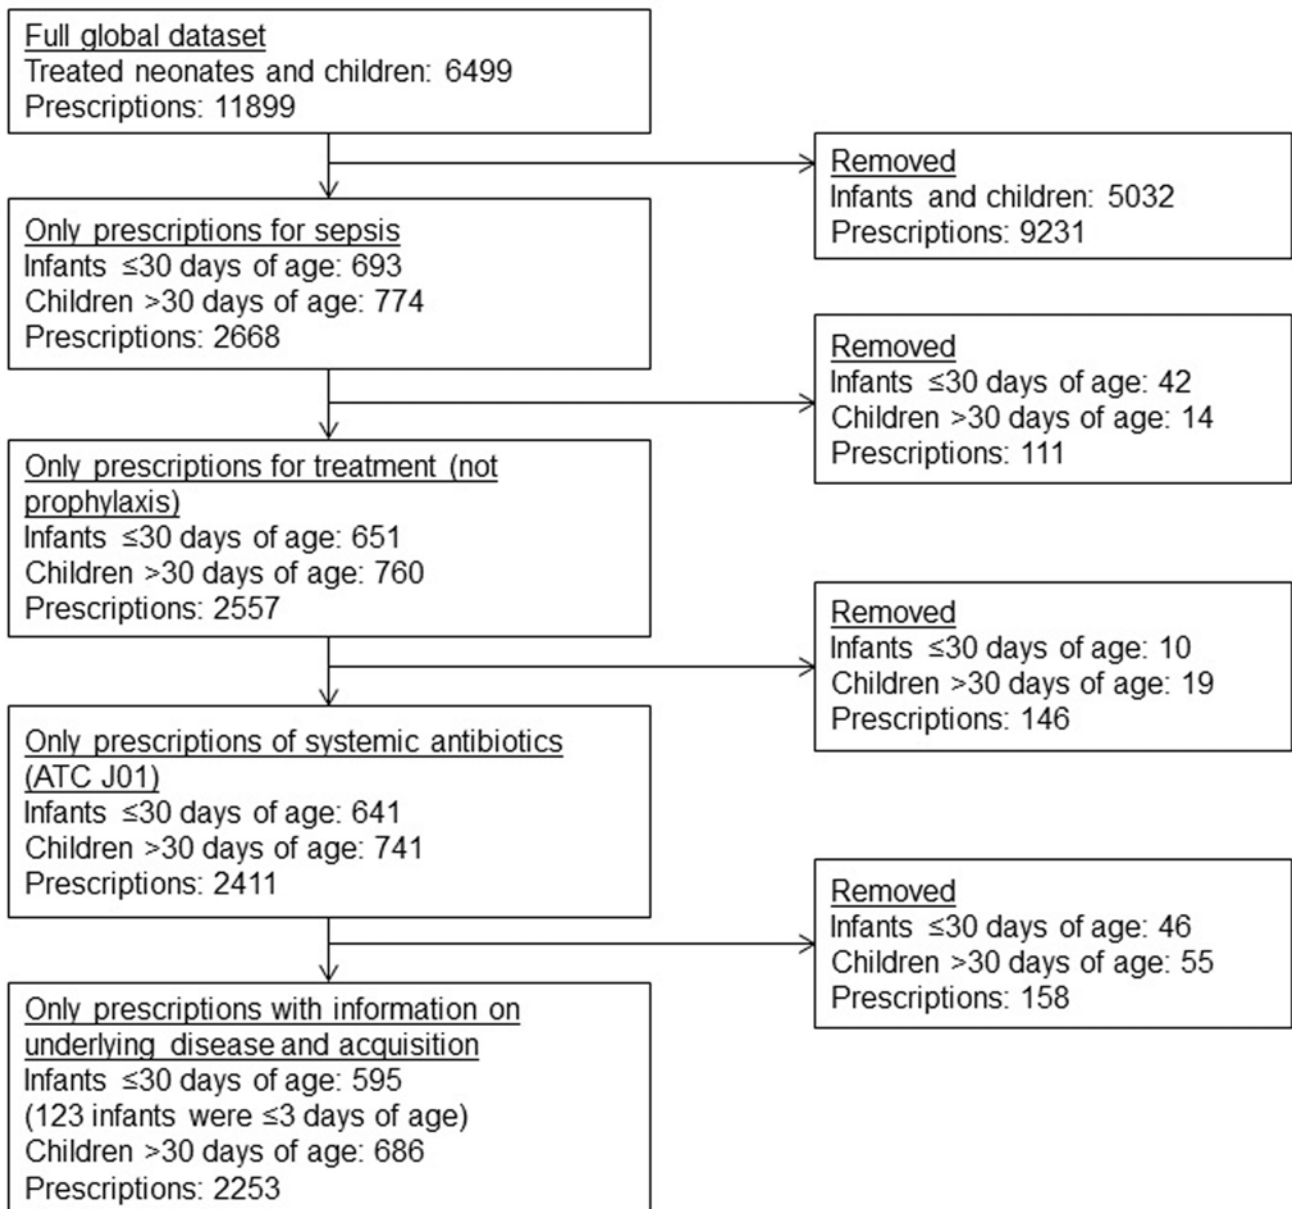 Full global dataset
Treated neonates and children: 6499
Prescriptions: 11899
Removed
Infants and children: 5032
Prescriptions: 9231
Only prescriptions for sepsis
Infants ≤30 days of age: 693
Children >30 days of age: 774
Prescriptions: 2668
Removed
Infants ≤30 days of age: 42
Children >30 days of age: 14
Prescriptions: 111
Only prescriptions for treatment (not
prophylaxis)
Infants ≤30 days of age: 651
Children >30 days of age: 760
Prescriptions: 2557
Removed
Infants ≤30 days of age: 10
Children >30 days of age: 19
Prescriptions: 146
Only prescriptions of systemic antibiotics
(ATC J01)
Infants ≤30 days of age: 641
Children >30 days of age: 741
Prescriptions: 2411
Removed
Infants ≤30 days of age: 46
Children >30 days of age: 55
Prescriptions: 158
Only prescriptions with information on
underlying disease and acquisition
Infants ≤30 days of age: 595
(123 infants were ≤3 days of age)
Children >30 days of age: 686
Prescriptions: 2253